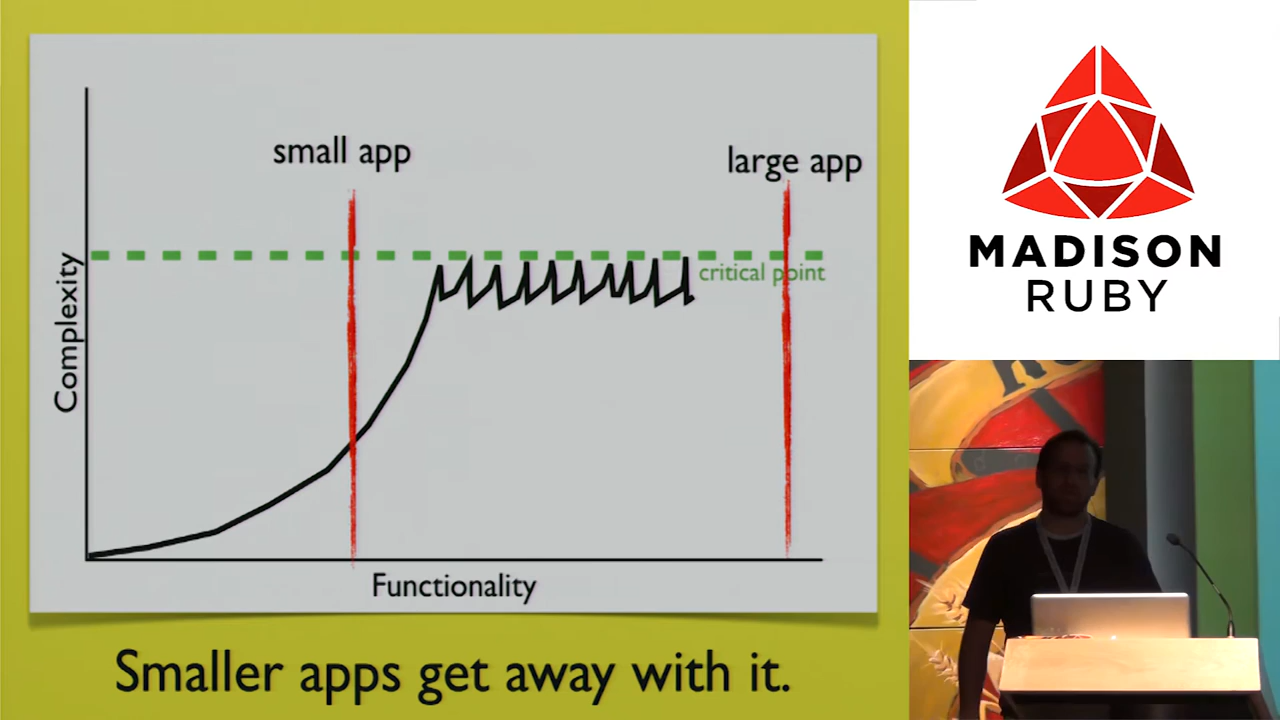 small app
large app
critical point
Complexity
Functionality
Smaller apps get away with it.
MADISON
RUBY